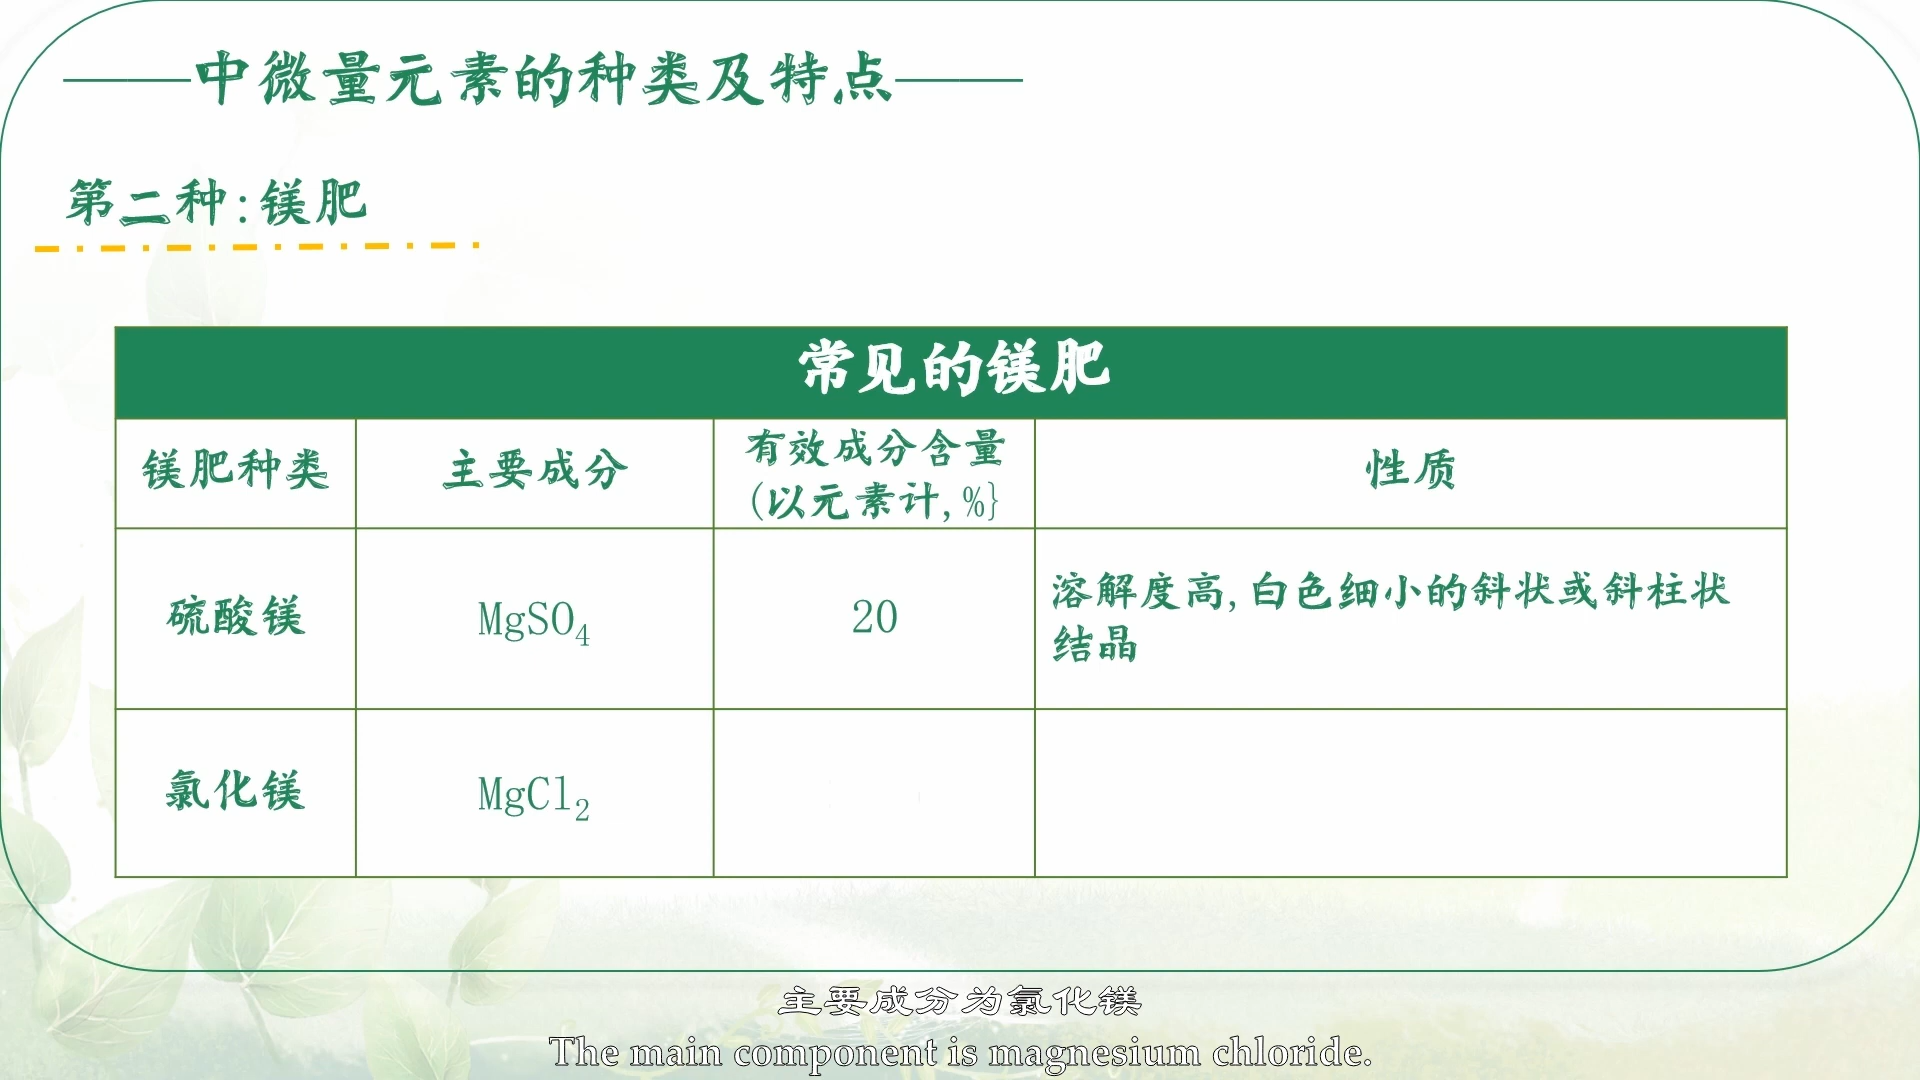 ——中微量元素的种类及特点——
第二种:镁肥
常见的镁肥
镁肥种类
主要成分
有效成分含量
(以元素计,%}
性质
硫酸镁
MgSO₄
20
溶解度高,白色细小的斜状或斜柱状
结晶
氯化镁
MgCl₂
主要成分为氯化镁
The main component is magnesium chloride.